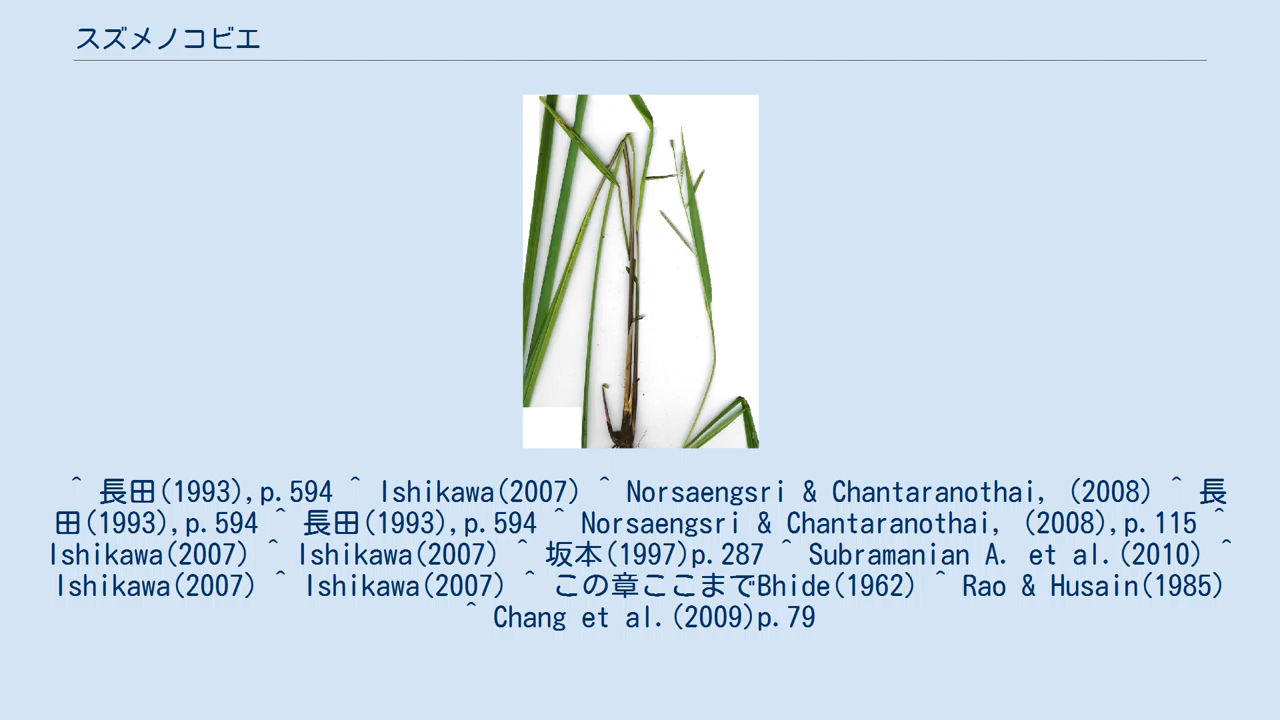 スズメノコビエ
^ 長田(1993),p.594 ^ Ishikawa(2007) ^ Norsaengsri & Chantaranothai, (2008) ^ 長
田(1993),p.594 ^ 長田(1993),p.594 ^ Norsaengsri & Chantaranothai, (2008),p.115 ^
Ishikawa(2007) ^ Ishikawa(2007) ^ 坂本(1997)p.287 ^ Subramanian A. et al.(2010) ^
Ishikawa(2007) ^ Ishikawa(2007) ^ この章ここまでBhide(1962) ^ Rao & Husain(1985)
^ Chang et al.(2009)p.79